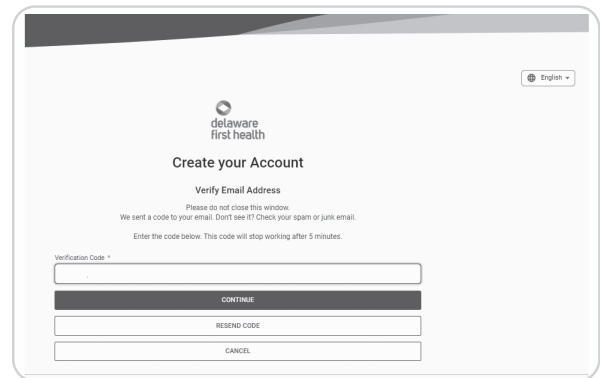 English
delaware
first health
Create your Account
Verify Email Address
Please do not close this window.
We sent a code to your email. Don't see it? Check your spam or junk email.
Enter the code below. This code will stop working after 5 minutes.
Verification Code *
CONTINUE
RESEND CODE
CANCEL